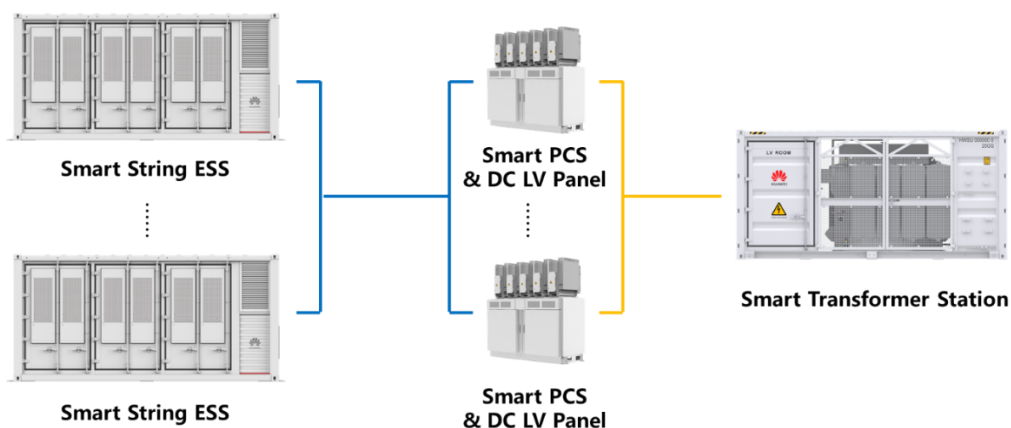 Smart String ESS
Smart PCS
& DC LV Panel
LV ROOM
HUAWEI
Smart Transformer Station
Smart String ESS
Smart PCS
& DC LV Panel